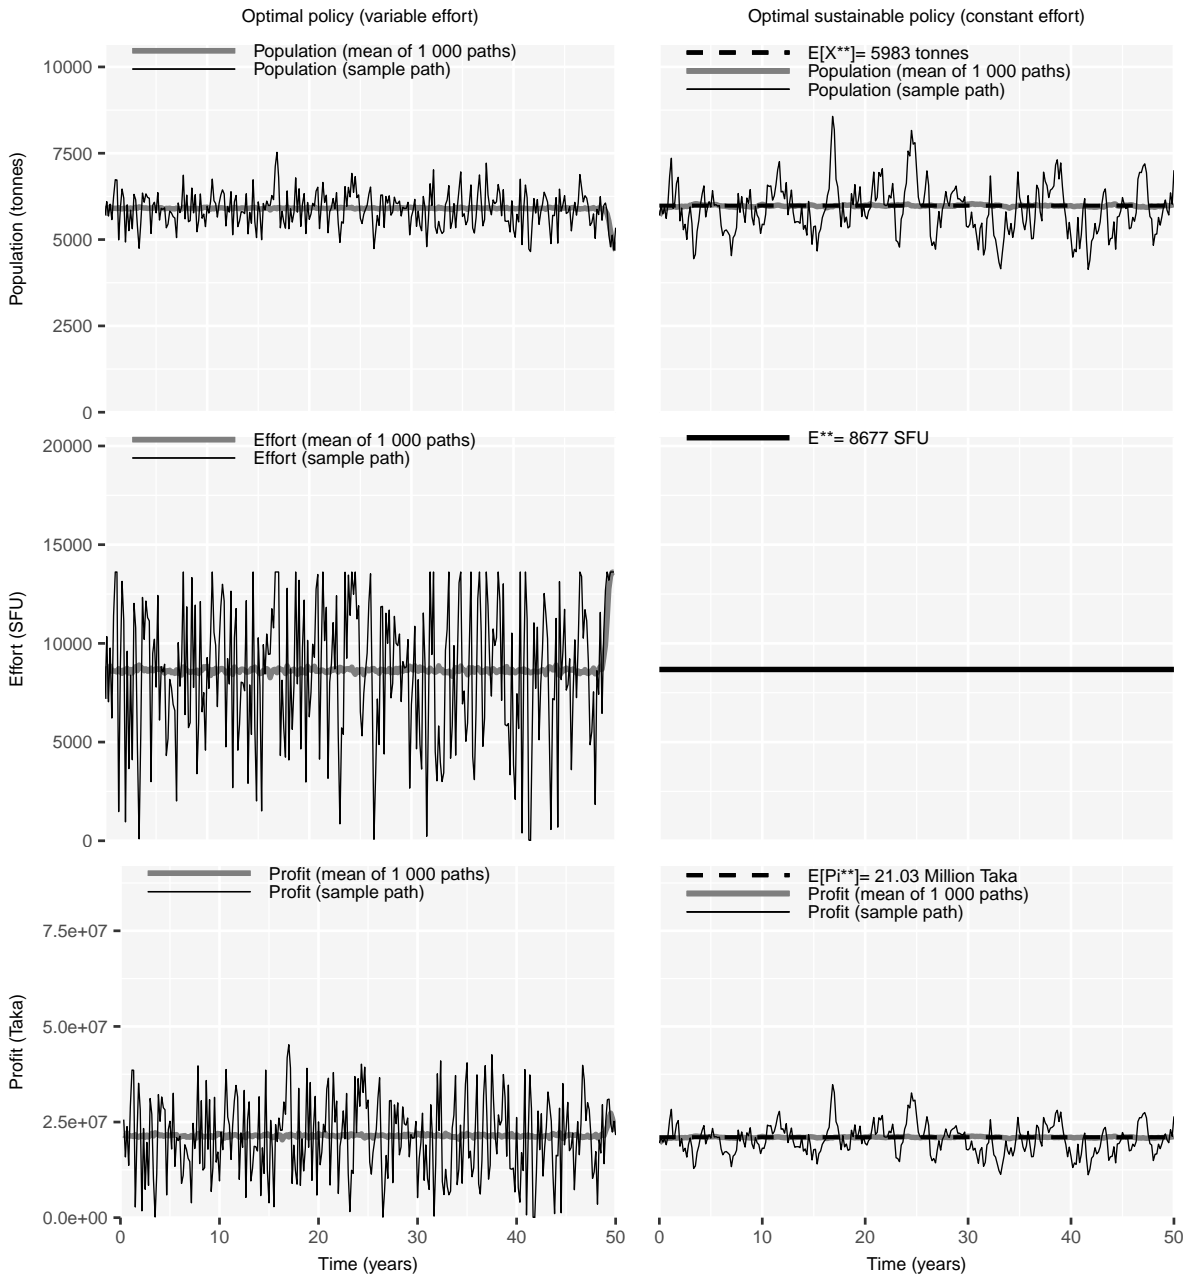 Optimal policy (variable effort)
Optimal sustainable policy (constant effort)
Population (mean of 1 000 paths)
Population (sample path)
E[X**]= 5983 tonnes
Population (mean of 1 000 paths)
Population (sample path)
Population (tonnes)
10000
7500
5000
2500
0
Effort (mean of 1 000 paths)
Effort (sample path)
E**= 8677 SFU
Effort (SFU)
20000
15000
10000
5000
0
Profit (mean of 1 000 paths)
Profit (sample path)
E[Pi**]= 21.03 Million Taka
Profit (mean of 1 000 paths)
Profit (sample path)
Profit (Taka)
7.5e+07
5.0e+07
2.5e+07
0.0e+00
0 10 20 30 40 50
0 10 20 30 40 50
Time (years)
Time (years)